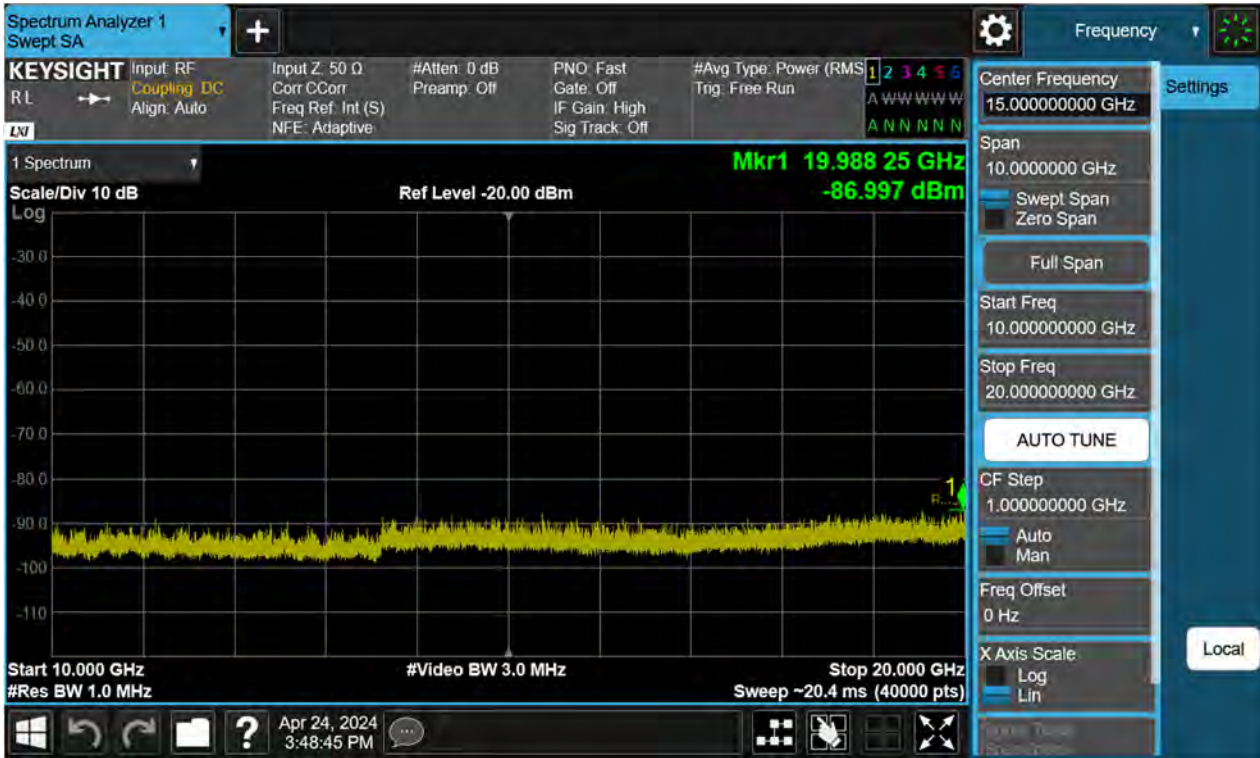 Spectrum Analyzer 1
Swept SA
+
Frequency
KEYSIGHT
RL
LXI
Input: RF
Coupling: DC
Align: Auto
Input Z: 50 Ω
Corr CCorr
Freq Ref: Int (S)
NFE: Adaptive
#Atten: 0 dB
Preamp: Off
PNO: Fast
Gate: Off
IF Gain: High
Sig Track: Off
#Avg Type: Power (RMS
Trig: Free Run
1 2 3 4 5 6
A W W W W W
A N N N N N
1 Spectrum
Scale/Div 10 dB
Log
Ref Level -20.00 dBm
Mkr1 19.988 25 GHz
-86.997 dBm
-30.0
-40.0
-50.0
-60.0
-70.0
-80.0
-90.0
-100
-110
1
Start 10.000 GHz
#Res BW 1.0 MHz
#Video BW 3.0 MHz
Stop 20.000 GHz
Sweep ~20.4 ms (40000 pts)
Center Frequency
15.000000000 GHz
Settings
Span
10.0000000 GHz
Swept Span
Zero Span
Full Span
Start Freq
10.000000000 GHz
Stop Freq
20.000000000 GHz
AUTO TUNE
CF Step
1.000000000 GHz
Auto
Man
Freq Offset
0 Hz
X Axis Scale
Log
Lin
Local
?
Apr 24, 2024
3:48:45 PM